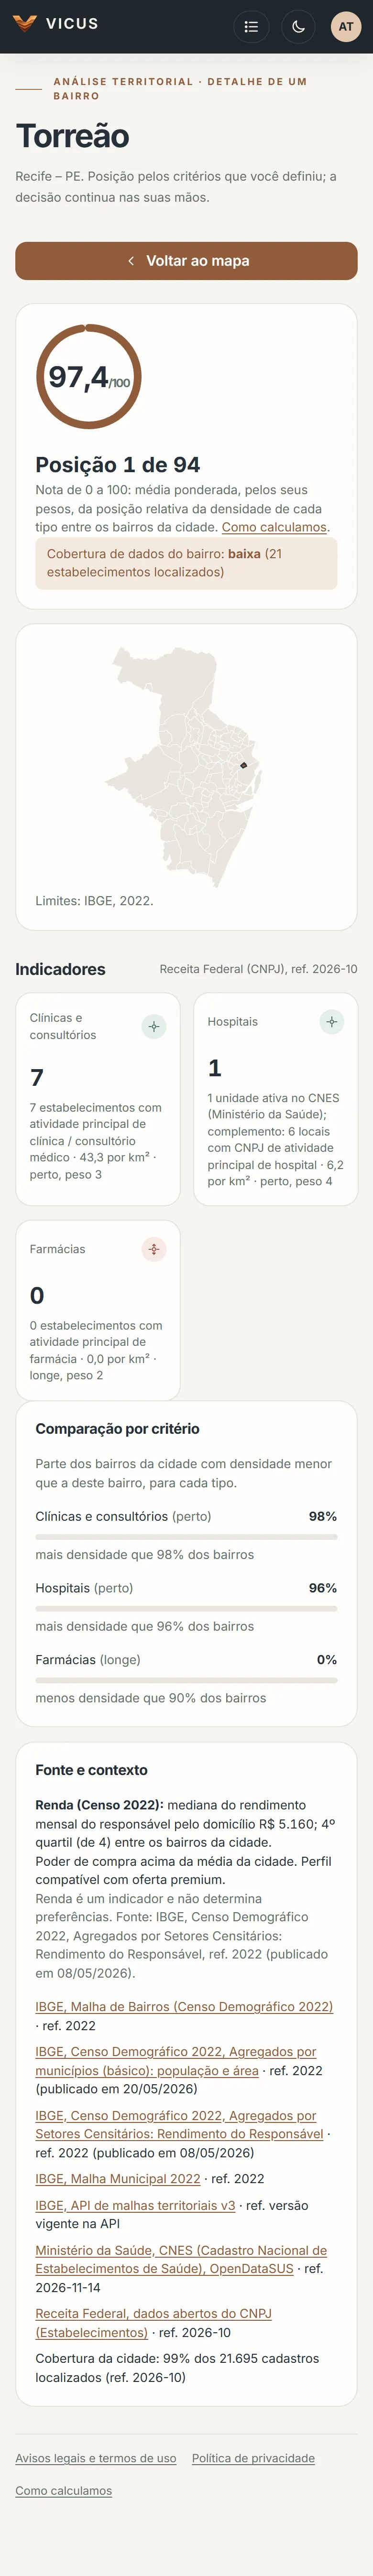 VICUS
AT
ANÁLISE TERRITORIAL · DETALHE DE UM
BAIRRO
Torreão
Recife – PE. Posição pelos critérios que você definiu; a
decisão continua nas suas mãos.
Voltar ao mapa
97,4/100
Posição 1 de 94
Nota de 0 a 100: média ponderada, pelos seus
pesos, da posição relativa da densidade de cada
tipo entre os bairros da cidade. Como calculamos.
Cobertura de dados do bairro: baixa (21
estabelecimentos localizados)
Limites: IBGE, 2022.
Indicadores
Receita Federal (CNPJ), ref. 2026-10
Clínicas e
consultórios
7
7 estabelecimentos com
atividade principal de
clínica / consultório
médico · 43,3 por km² ·
perto, peso 3
Hospitais
1
1 unidade ativa no CNES
(Ministério da Saúde);
complemento: 6 locais
com CNPJ de atividade
principal de hospital · 6,2
por km² · perto, peso 4
Farmácias
0
0 estabelecimentos com
atividade principal de
farmácia · 0,0 por km² ·
longe, peso 2
Comparação por critério
Parte dos bairros da cidade com densidade menor
que a deste bairro, para cada tipo.
Clínicas e consultórios (perto) 98%
mais densidade que 98% dos bairros
Hospitais (perto) 96%
mais densidade que 96% dos bairros
Farmácias (longe) 0%
menos densidade que 90% dos bairros
Fonte e contexto
Renda (Censo 2022): mediana do rendimento
mensal do responsável pelo domicílio R$ 5.160; 4º
quartil (de 4) entre os bairros da cidade.
Poder de compra acima da média da cidade. Perfil
compatível com oferta premium.
Renda é um indicador e não determina
preferências. Fonte: IBGE, Censo Demográfico
2022, Agregados por Setores Censitários:
Rendimento do Responsável, ref. 2022 (publicado
em 08/05/2026).
IBGE, Malha de Bairros (Censo Demográfico 2022)
· ref. 2022
IBGE, Censo Demográfico 2022, Agregados por
municípios (básico): população e área · ref. 2022
(publicado em 20/05/2026)
IBGE, Censo Demográfico 2022, Agregados por
Setores Censitários: Rendimento do Responsável ·
ref. 2022 (publicado em 08/05/2026)
IBGE, Malha Municipal 2022 · ref. 2022
IBGE, API de malhas territoriais v3 · ref. versão
vigente na API
Ministério da Saúde, CNES (Cadastro Nacional de
Estabelecimentos de Saúde), OpenDataSUS · ref.
2026-11-14
Receita Federal, dados abertos do CNPJ
(Estabelecimentos) · ref. 2026-10
Cobertura da cidade: 99% dos 21.695 cadastros
localizados (ref. 2026-10)
Avisos legais e termos de uso Política de privacidade
Como calculamos